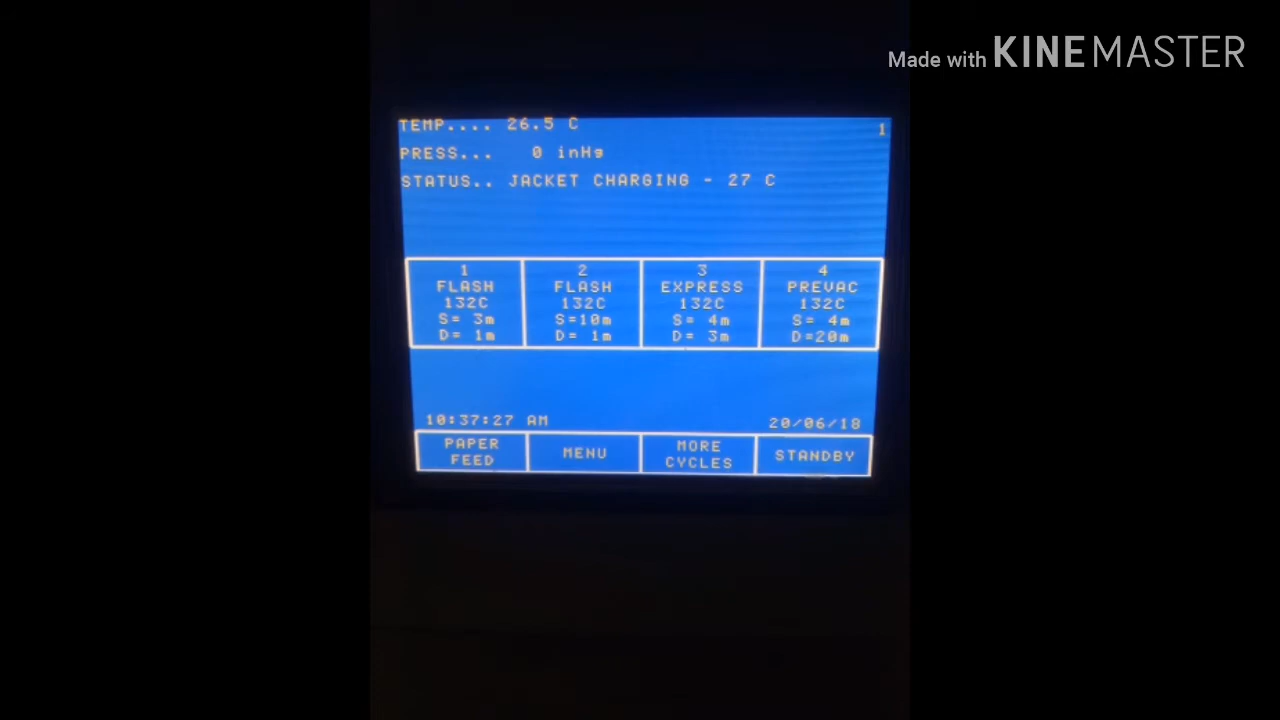 Made with KINEMASTER
TEMP.... 26.5 C
1
PRESS... 0 inHg
STATUS.. JACKET CHARGING - 27 C
1
FLASH
132C
S= 3m
D= 1m
2
FLASH
132C
S=10m
D= 1m
3
EXPRESS
132C
S= 4m
D= 3m
4
PREVAC
132C
S= 4m
D=20m
10:37:27 AM
20/06/18
PAPER
FEED
MENU
MORE
CYCLES
STANDBY